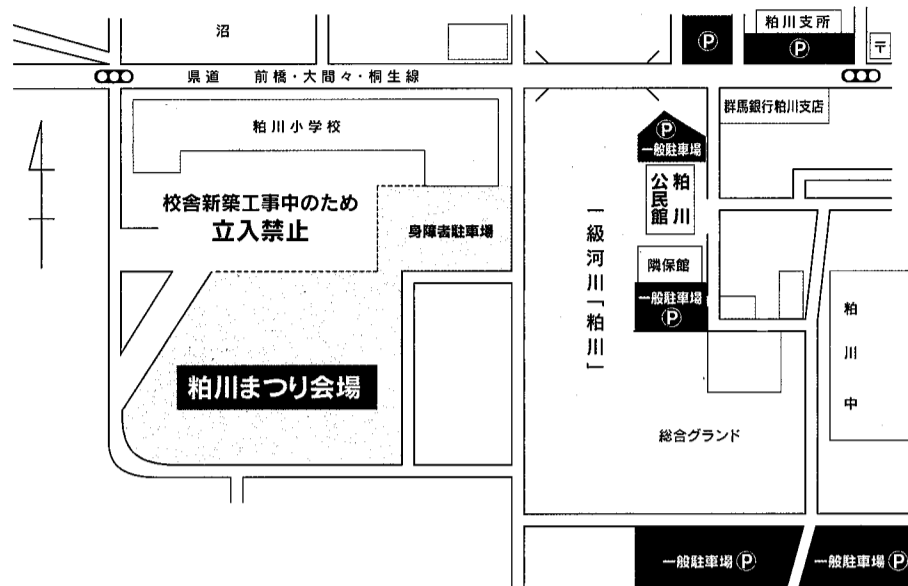 沼
Ⓟ
粕川支所
Ⓟ
〒
県道 前橋・大間々・桐生線
群馬銀行粕川支店
粕川小学校
Ⓟ
一般駐車場
粕川
公民館
校舎新築工事中のため
立入禁止
身障者駐車場
一級河川「粕川」
隣保館
一般駐車場
Ⓟ
粕川中
粕川まつり会場
総合グランド
一般駐車場Ⓟ
一般駐車場Ⓟ